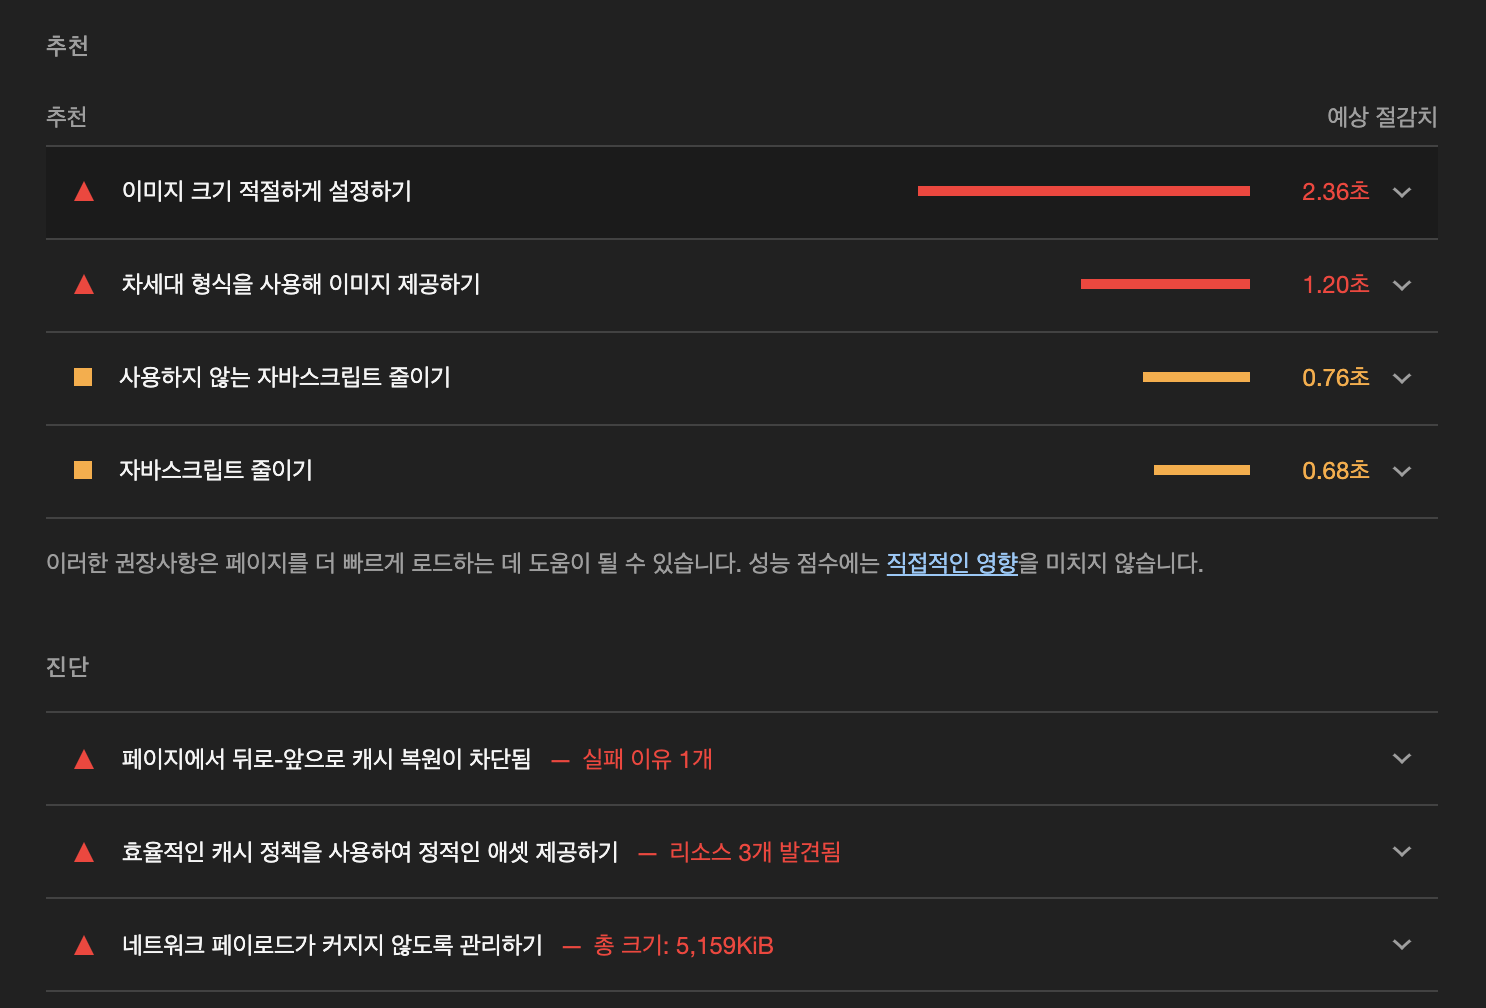 추천
추천 예상 절감치
이미지 크기 적절하게 설정하기 2.36초
차세대 형식을 사용해 이미지 제공하기 1.20초
사용하지 않는 자바스크립트 줄이기 0.76초
자바스크립트 줄이기 0.68초
이러한 권장사항은 페이지를 더 빠르게 로드하는 데 도움이 될 수 있습니다. 성능 점수에는 직접적인 영향을 미치지 않습니다.
진단
페이지에서 뒤로-앞으로 캐시 복원이 차단됨 — 실패 이유 1개
효율적인 캐시 정책을 사용하여 정적인 애셋 제공하기 — 리소스 3개 발견됨
네트워크 페이로드가 커지지 않도록 관리하기 — 총 크기: 5,159KiB